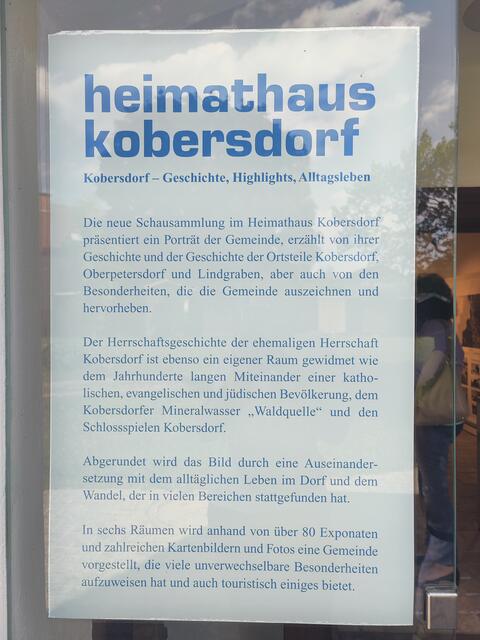 heimathaus
kobersdorf
Kobersdorf – Geschichte, Highlights, Alltagsleben
Die neue Schausammlung im Heimathaus Kobersdorf
präsentiert ein Porträt der Gemeinde, erzählt von ihrer
Geschichte und der Geschichte der Ortsteile Kobersdorf,
Oberpetersdorf und Lindgraben, aber auch von den
Besonderheiten, die die Gemeinde auszeichnen und
hervorheben.
Der Herrschaftsgeschichte der ehemaligen Herrschaft
Kobersdorf ist ebenso ein eigener Raum gewidmet wie
dem Jahrhunderte langen Miteinander einer katho-
lischen, evangelischen und jüdischen Bevölkerung, dem
Kobersdorfer Mineralwasser „Waldquelle“ und den
Schlossspielen Kobersdorf.
Abgerundet wird das Bild durch eine Auseinander-
setzung mit dem alltäglichen Leben im Dorf und dem
Wandel, der in vielen Bereichen stattgefunden hat.
In sechs Räumen wird anhand von über 80 Exponaten
und zahlreichen Kartenbildern und Fotos eine Gemeinde
vorgestellt, die viele unverwechselbare Besonderheiten
aufzuweisen hat und auch touristisch einiges bietet.